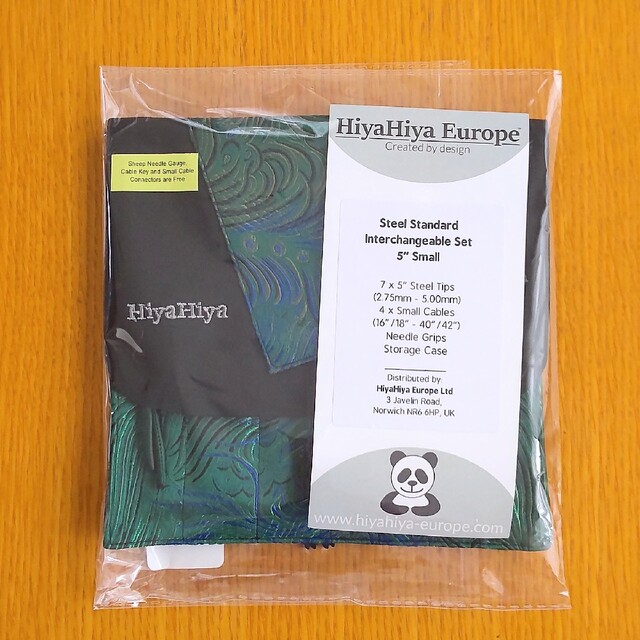 HiyaHiya Europe
Created by design
Sheep Needle Gauge,
Cable Key and Small Cable
Connectors are Free
HiyaHiya
Steel Standard
Interchangeable Set
5" Small
7 x 5" Steel Tips
(2.75mm - 5.00mm)
4 x Small Cables
(16"/18" - 40"/42")
Needle Grips
Storage Case
Distributed by:
HiyaHiya Europe Ltd
3 Javelin Road,
Norwich NR6 6HP, UK
www.hiyahiya-europe.com